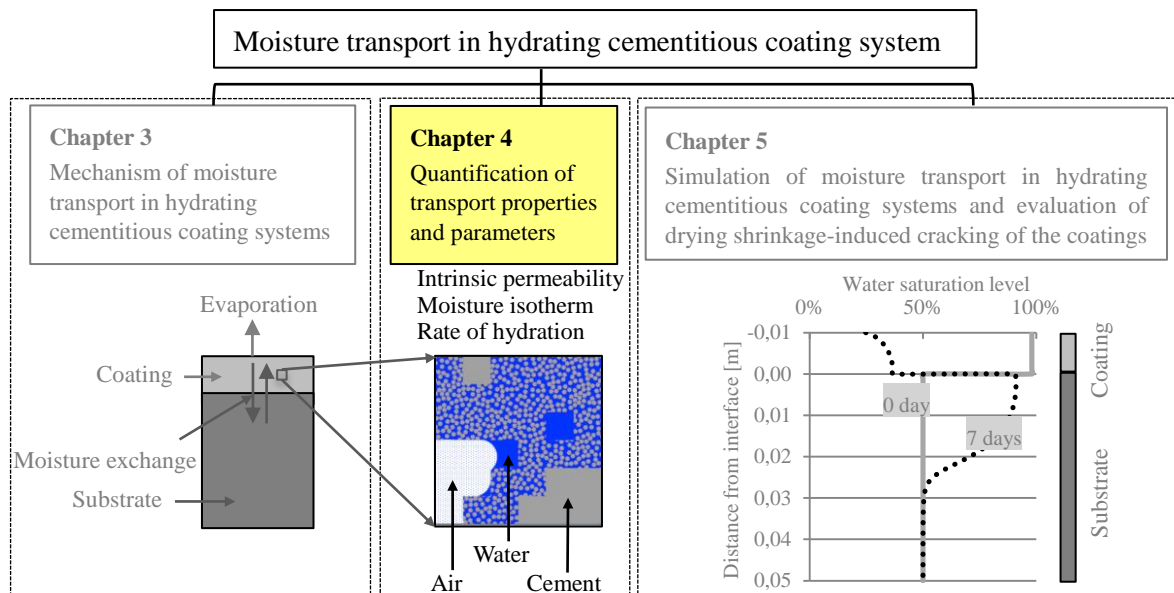 Moisture transport in hydrating cementitious coating system
Chapter 3
Mechanism of moisture
transport in hydrating
cementitious coating systems
Evaporation
Coating
Moisture exchange
Substrate
Chapter 4
Quantification of
transport properties
and parameters
Intrinsic permeability
Moisture isotherm
Rate of hydration
Water
Air
Cement
Chapter 5
Simulation of moisture transport in hydrating
cementitious coating systems and evaluation of
drying shrinkage-induced cracking of the coatings
Water saturation level
0% 50% 100%
Distance from interface [m]
-0,01
0,00
0,01
0,02
0,03
0,04
0,05
0 day
7 days
Coating
Substrate